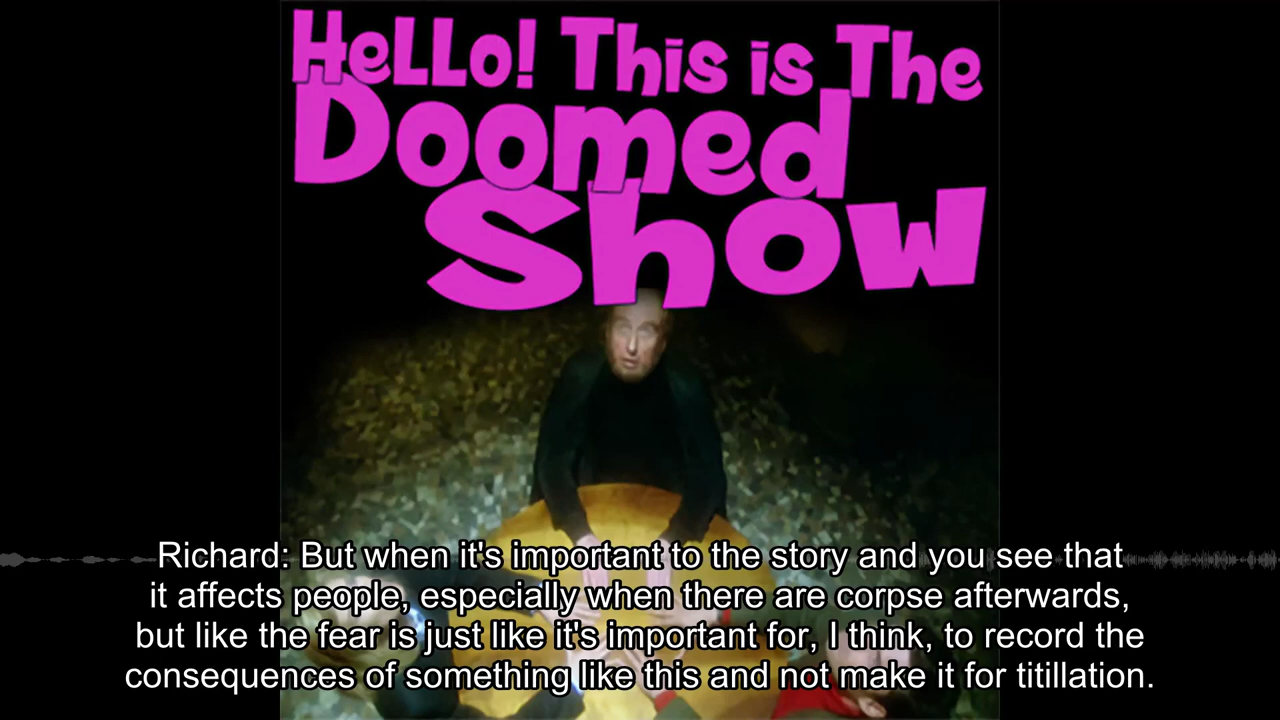 HeLLo! This is The
Doomed
Show
Richard: But when it's important to the story and you see that
it affects people, especially when there are corpse afterwards,
but like the fear is just like it's important for, I think, to record the
consequences of something like this and not make it for titillation.